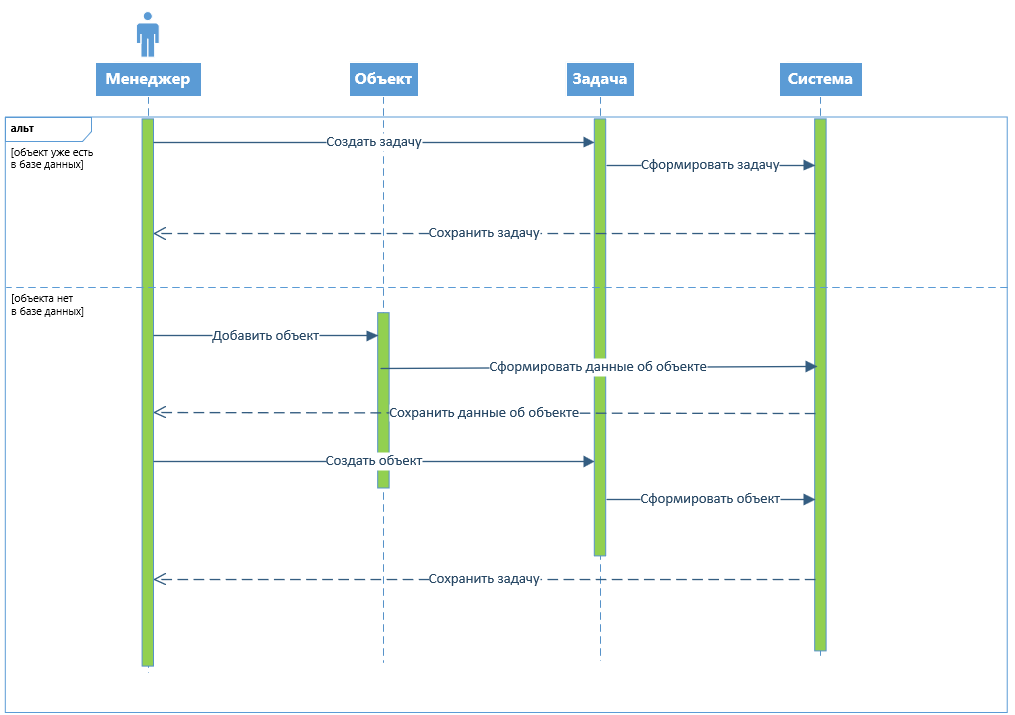 Менеджер
Объект
Задача
Система
альт
[объект уже есть
в базе данных]
Создать задачу
Сформировать задачу
Сохранить задачу
[объекта нет
в базе данных]
Добавить объект
Сформировать данные об объекте
Сохранить данные об объекте
Создать объект
Сформировать объект
Сохранить задачу